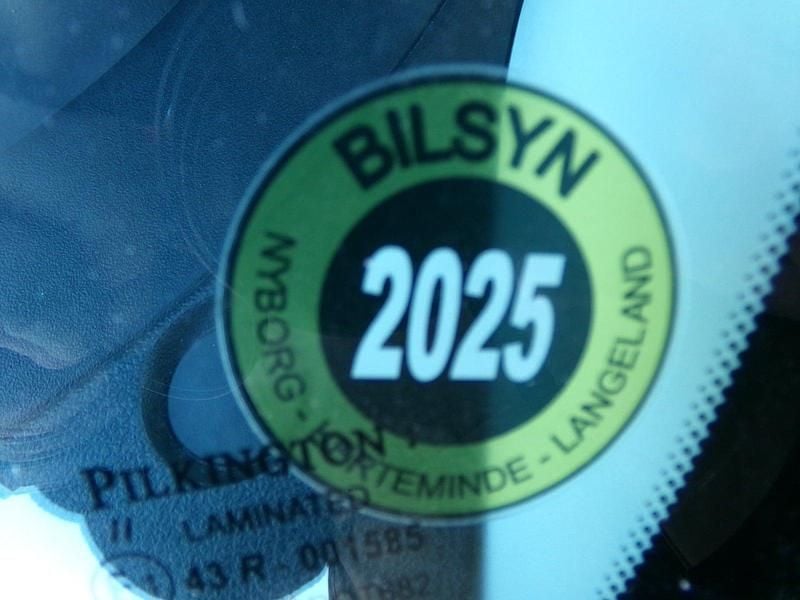 BILSYN
2025
NYBORG - KERTEMINDE - LANGELAND
PILKINGTON
LAMINATED
43 R - 001585